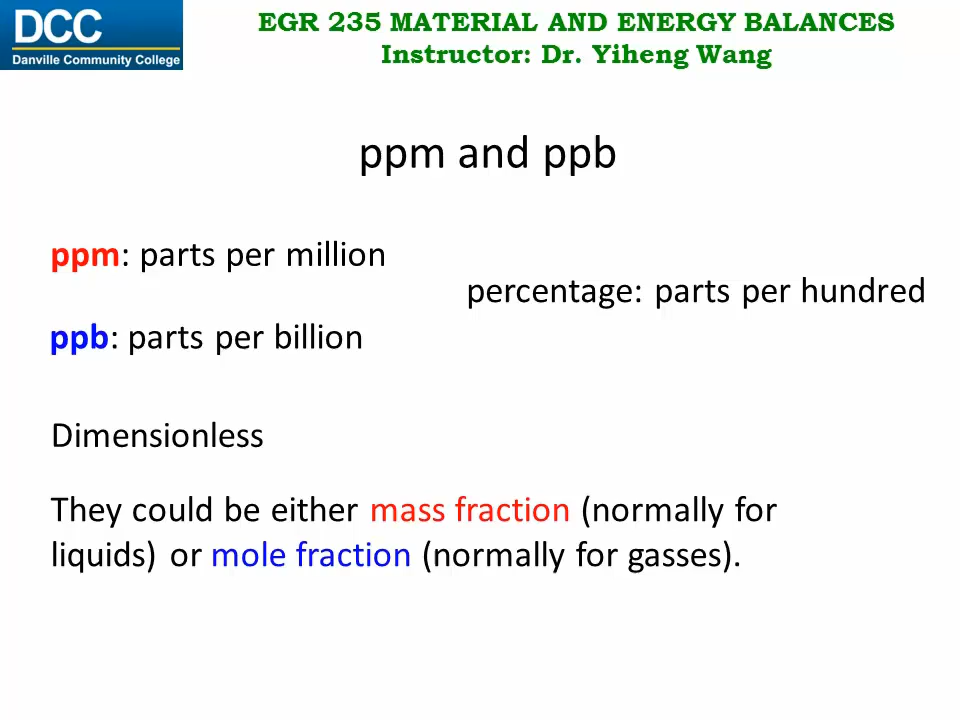 DCC
Danville Community College
EGR 235 MATERIAL AND ENERGY BALANCES
Instructor: Dr. Yiheng Wang
ppm and ppb
ppm: parts per million
percentage: parts per hundred
ppb: parts per billion
Dimensionless
They could be either mass fraction (normally for
liquids) or mole fraction (normally for gasses).